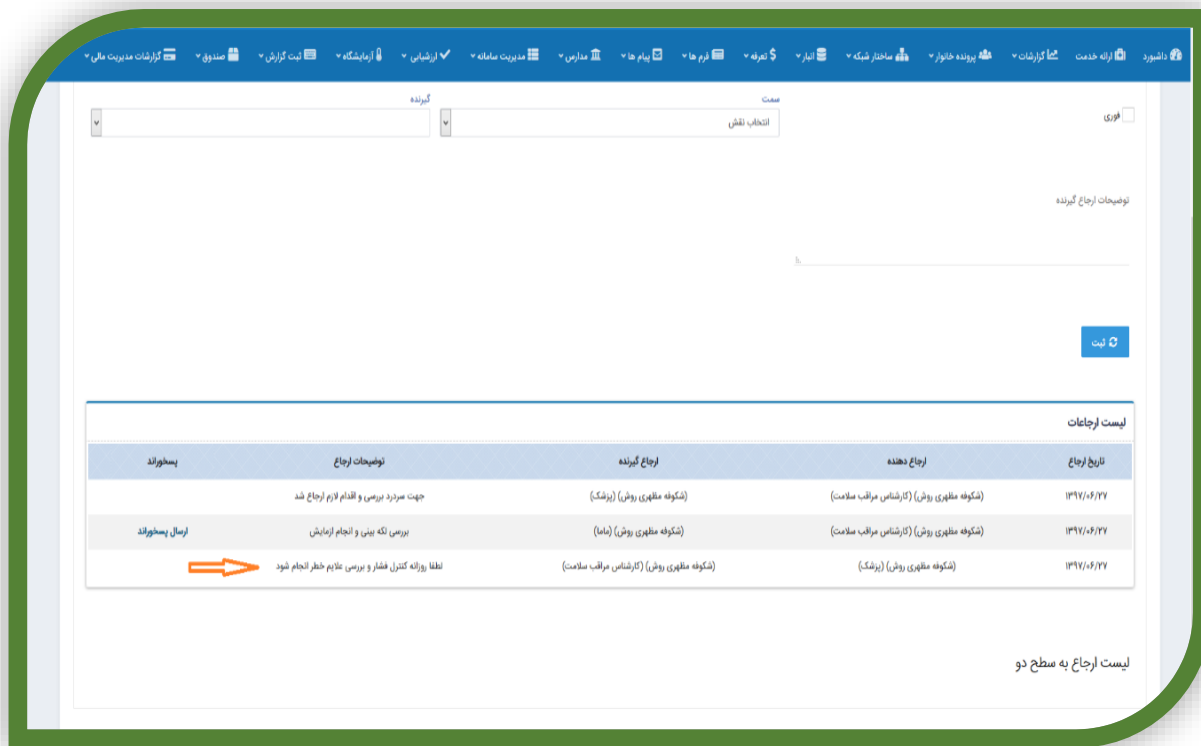 داشبورد ارائه خدمت گزارشات پرونده خانوار ساختار شبکه انبار $ تعرفه فرم ها پیام ها مدارس مدیریت سامانه ارزشیابی آزمایشگاه ثبت گزارش صندوق گزارشات مدیریت مالی
فوری
سمت
گیرنده
انتخاب نقش
توضیحات ارجاع گیرنده
ثبت
لیست ارجاعات
تاریخ ارجاع ارجاع دهنده ارجاع گیرنده توضیحات ارجاع پسخوراند
۱۳۹۷/۰۶/۲۷ (شکوفه مظهری روش) (کارشناس مراقب سلامت) (شکوفه مظهری روش) (پزشک) جهت سردرد بررسی و اقدام لازم ارجاع شد
۱۳۹۷/۰۶/۲۷ (شکوفه مظهری روش) (کارشناس مراقب سلامت) (شکوفه مظهری روش) (ماما) بررسی لکه بینی و انجام ازمایش ارسال پسخوراند
۱۳۹۷/۰۶/۲۷ (شکوفه مظهری روش) (پزشک) (شکوفه مظهری روش) (کارشناس مراقب سلامت) لطفا روزانه کنترل فشار و بررسی علایم خطر انجام شود
لیست ارجاع به سطح دو